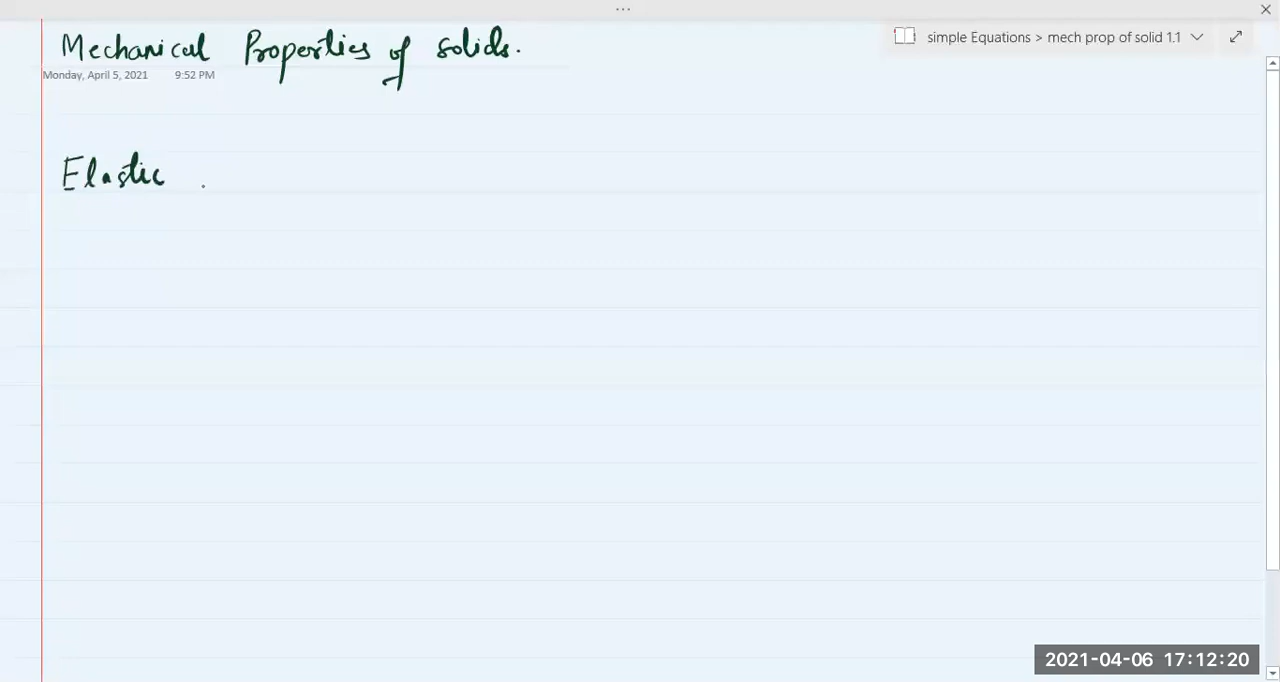 ...
simple Equations > mech prop of solid 1.1
Mechanical Properties of solids.
Monday, April 5, 2021 9:52 PM
Elastic
2021-04-06 17:12:20